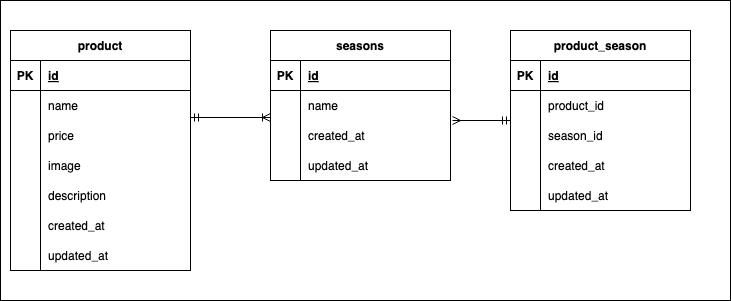 product
PK id
name
price
image
description
created_at
updated_at
seasons
PK id
name
created_at
updated_at
product_season
PK id
product_id
season_id
created_at
updated_at